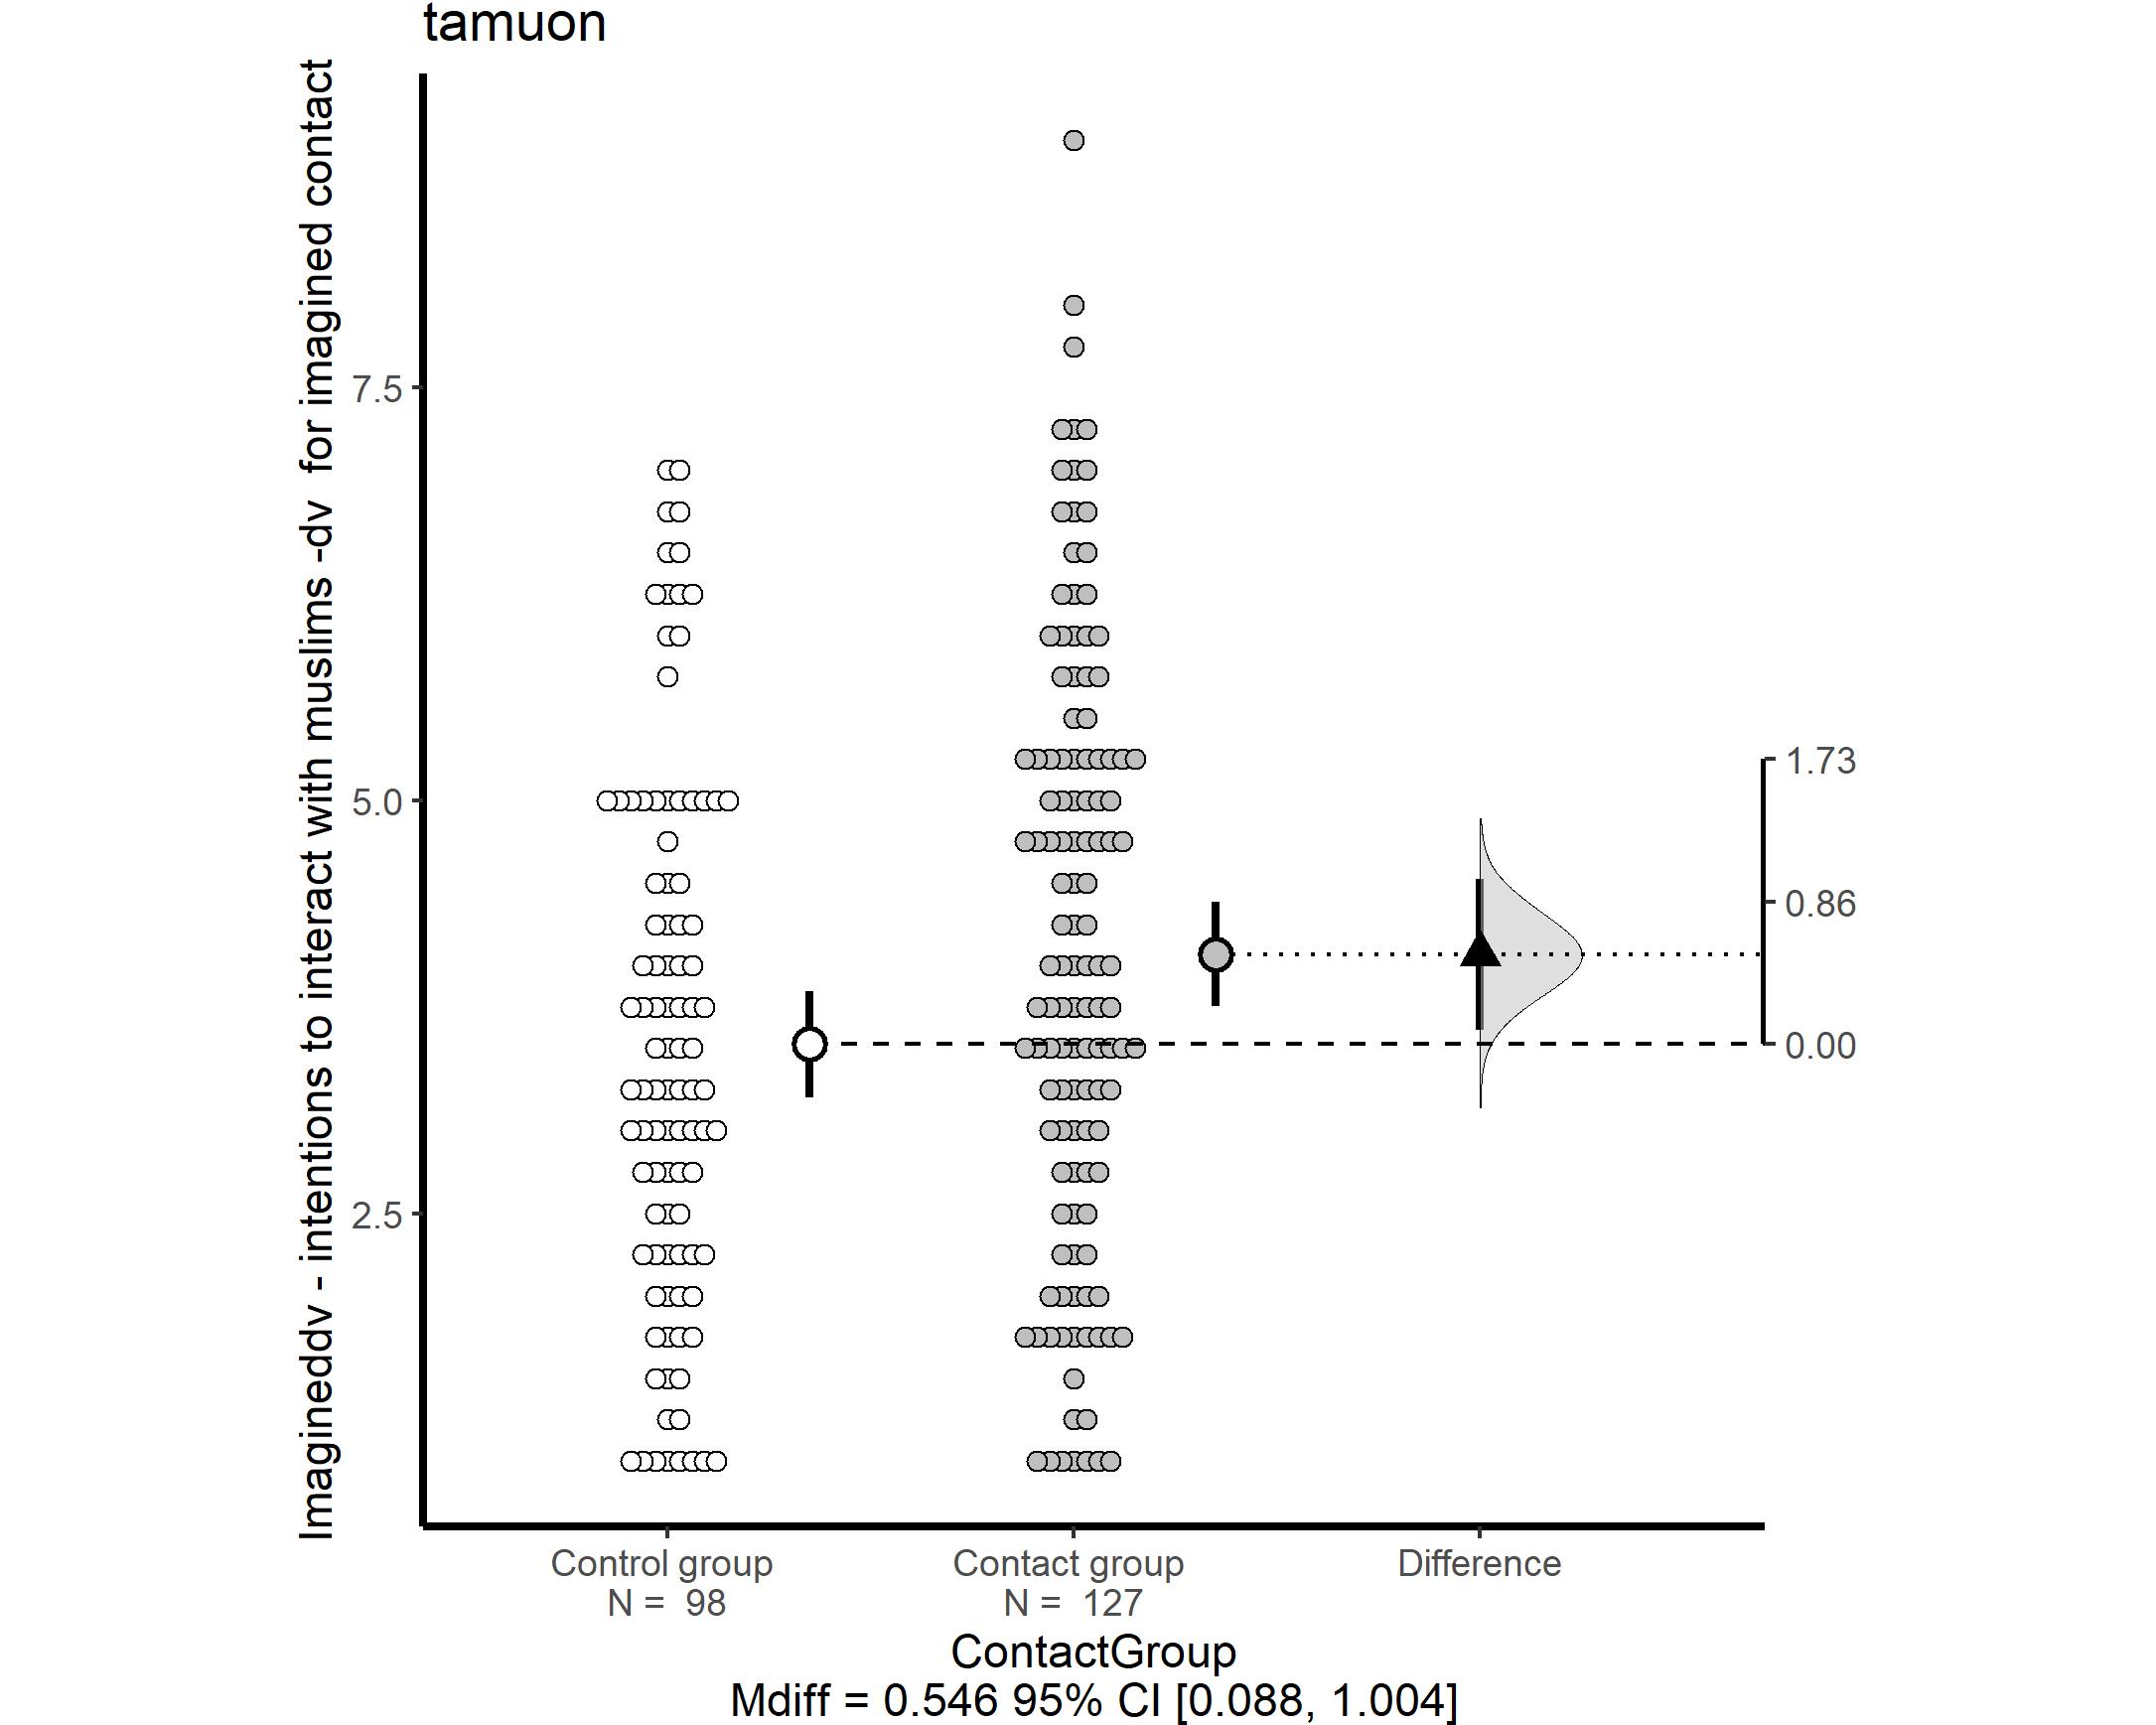 tamuon
Imagineddv - intentions to interact with muslims -dv  for imagined contact
7.5
5.0
2.5
1.73
0.86
0.00
Control group
N =  98
Contact group
N =  127
Difference
ContactGroup
Mdiff = 0.546 95% CI [0.088, 1.004]